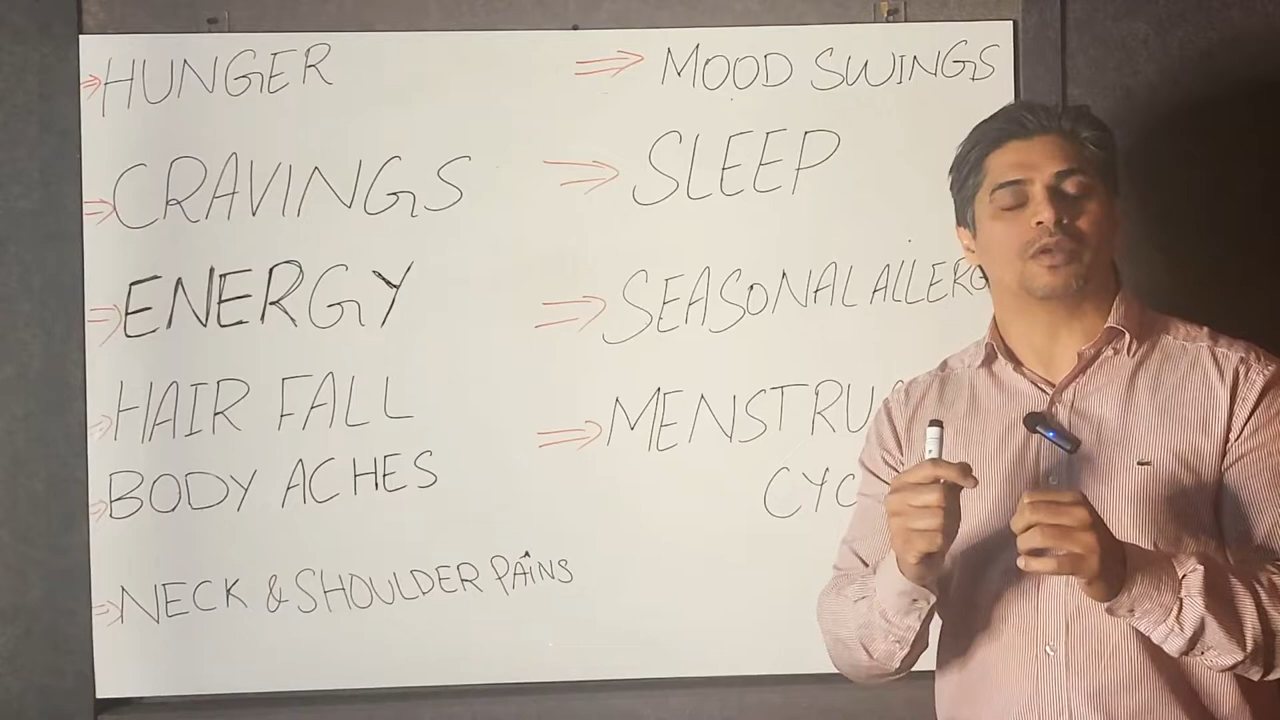 ⇒ HUNGER
⇒ CRAVINGS
⇒ ENERGY
⇒ HAIR FALL
⇒ BODY ACHES
⇒ NECK & SHOULDER PAINS
⇒ MOOD SWINGS
⇒ SLEEP
⇒ SEASONAL
⇒